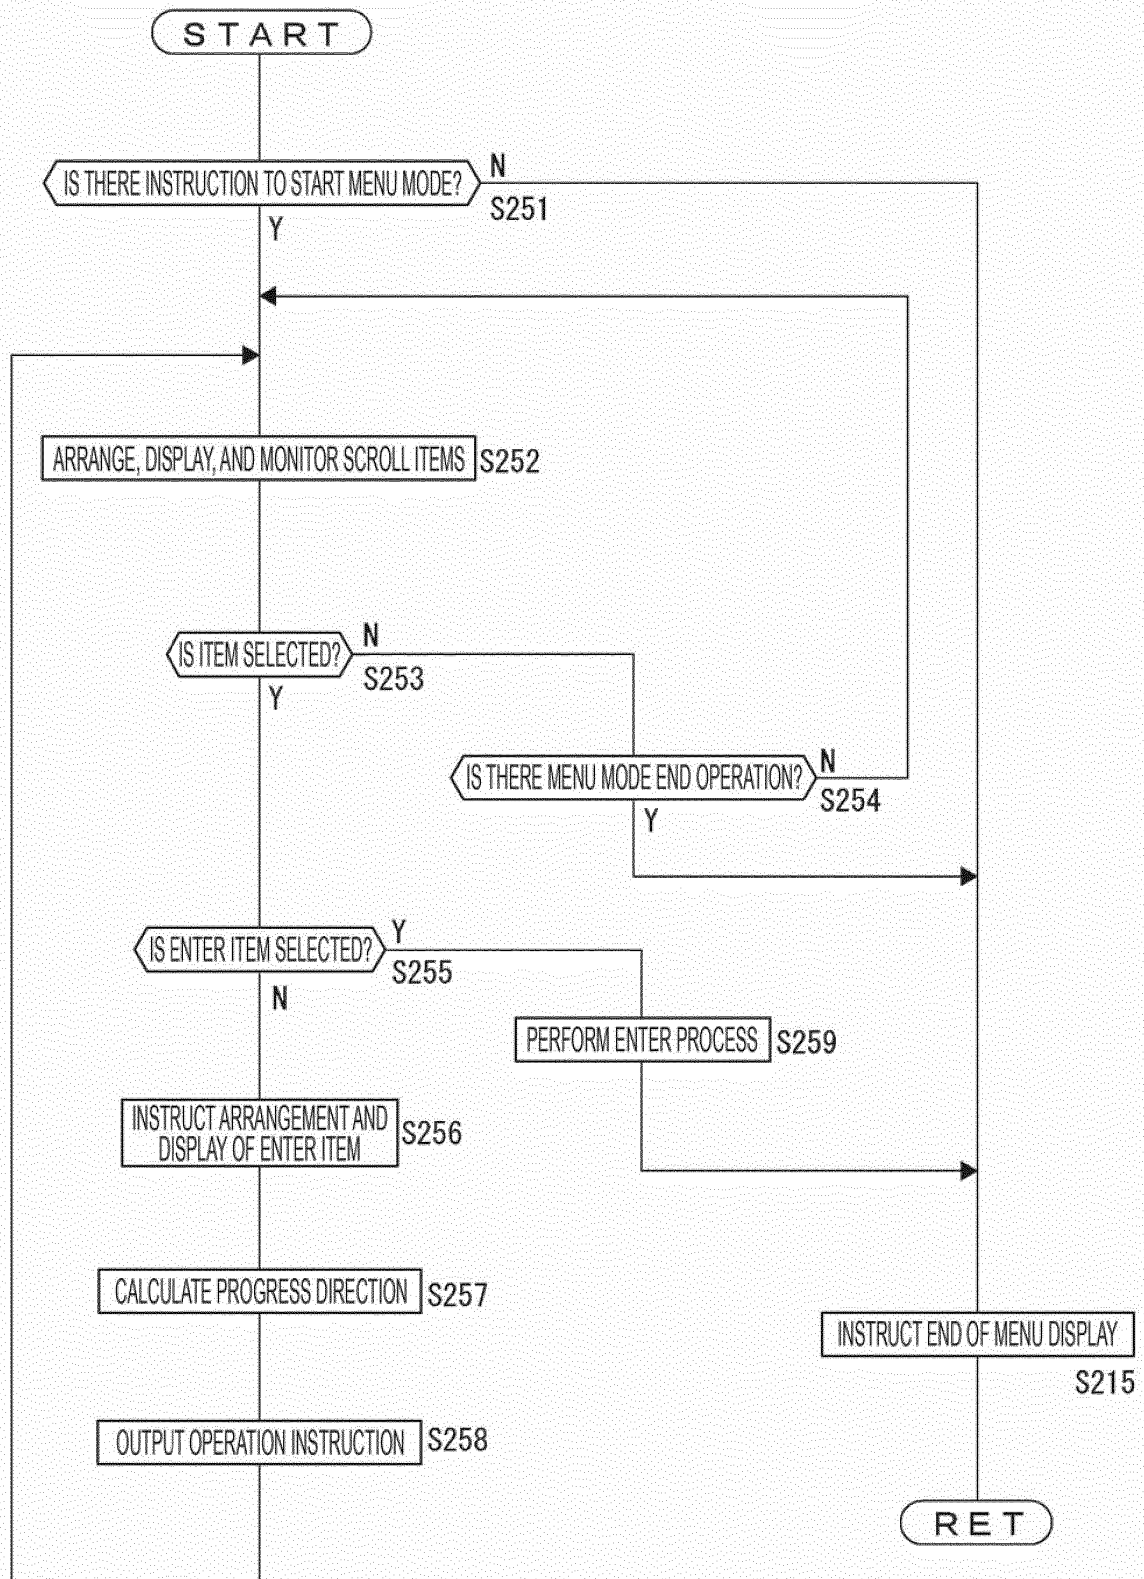 START
IS THERE INSTRUCTION TO START MENU MODE?
N
S251
Y
ARRANGE, DISPLAY, AND MONITOR SCROLL ITEMS
S252
IS ITEM SELECTED?
N
S253
Y
IS THERE MENU MODE END OPERATION?
N
S254
Y
IS ENTER ITEM SELECTED?
Y
S255
N
PERFORM ENTER PROCESS
S259
INSTRUCT ARRANGEMENT AND
DISPLAY OF ENTER ITEM
S256
CALCULATE PROGRESS DIRECTION
S257
INSTRUCT END OF MENU DISPLAY
S215
OUTPUT OPERATION INSTRUCTION
S258
RET